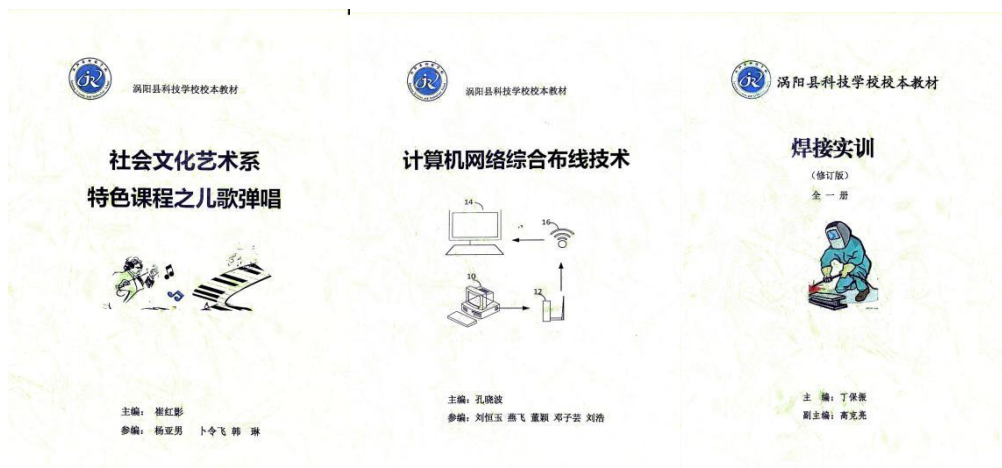 涡阳县科技学校校本教材
社会文化艺术系
特色课程之儿歌弹唱
主编： 崔红影
参编： 杨亚男 卜令飞 韩 琳
涡阳县科技学校校本教材
计算机网络综合布线技术
14
16
10
12
主编：孔晓波
参编：刘恒玉 燕飞 董颖 邓子芸 刘浩
涡阳县科技学校校本教材
焊接实训
（修订版）
全 一 册
主 编：丁保振
副主编：高克亮